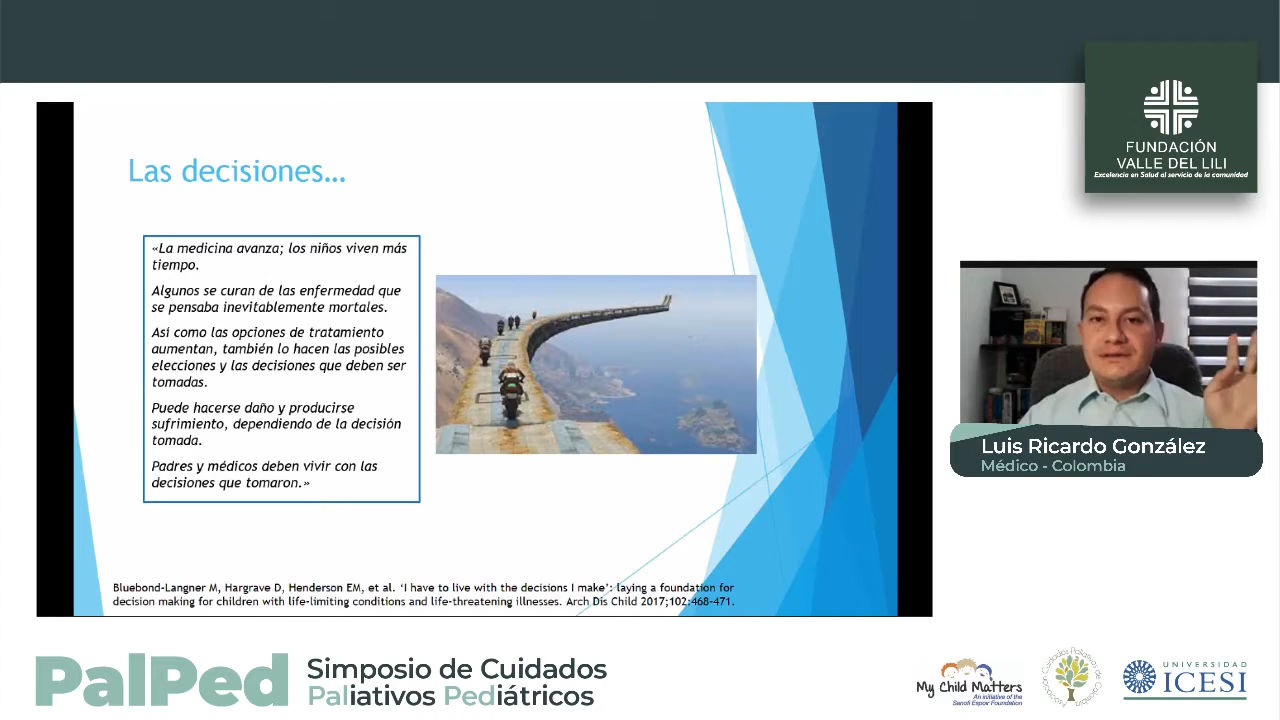 FUNDACIÓN
VALLE DEL LILI
Excelencia en Salud al servicio de la comunidad
Las decisiones...
«La medicina avanza; los niños viven más
tiempo.
Algunos se curan de las enfermedad que
se pensaba inevitablemente mortales.
Asi como las opciones de tratamiento
aumentan, también lo hacen las posibles
elecciones y las decisiones que deben ser
tomadas.
Puede hacerse daño y producirse
sufrimiento, dependiendo de la decisión
tomada.
Padres y médicos deben vivir con las
decisiones que tomaron.»
Bluebond-Langner M, Hargrave D, Henderson EM, et al. ‘I have to live with the decisions I make’: laying a foundation for
decision making for children with life-limiting conditions and life-threatening illnesses. Arch Dis Child 2017;102:468–471.
Luis Ricardo González
Médico - Colombia
PalPed
Simposio de Cuidados
Paliativos Pediátricos
My Child Matters
An initiative of the
Sanofi Espoir Foundation
Asociación Cuidados Paliativos de Colombia
UNIVERSIDAD
ICESI